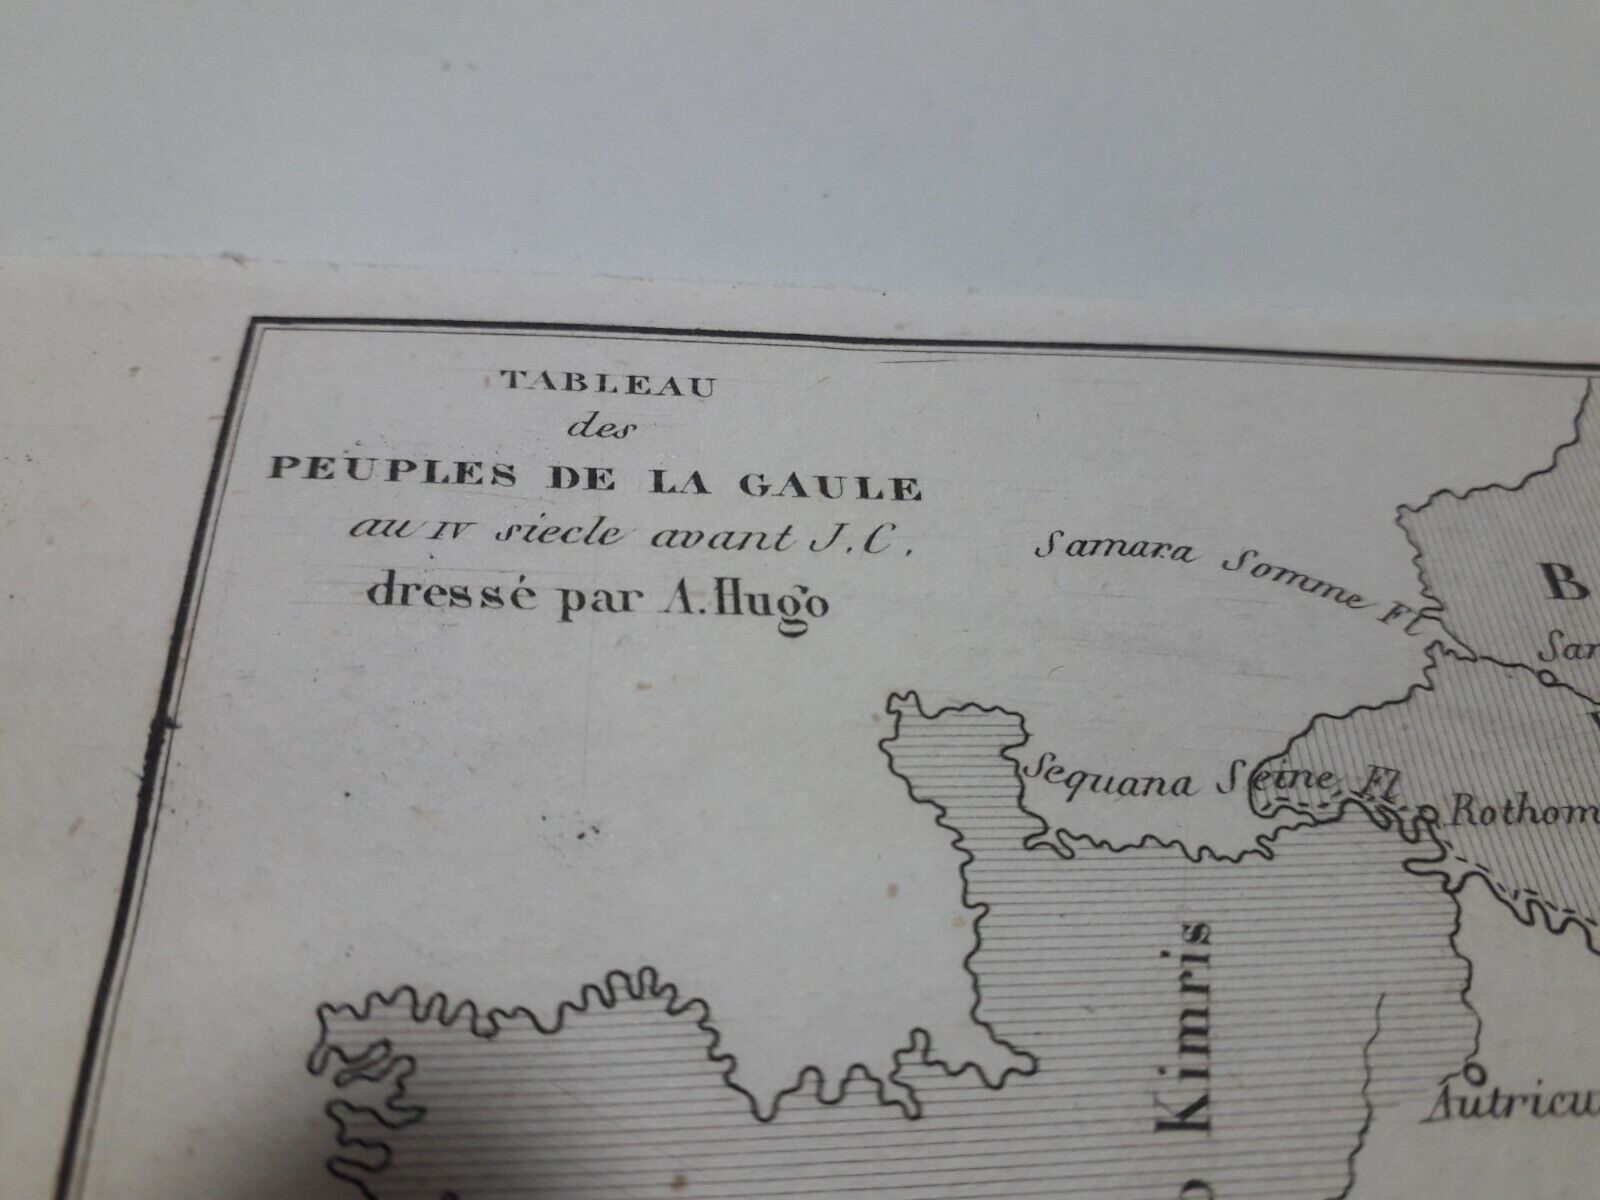 TABLEAU
des
PEUPLES DE LA GAULE
au IV siecle avant J.C.
dressé par A. Hugo
Samara Somme Fl
B
Sar
Sequana Seine Fl
Rothom
Kimris
Autricu